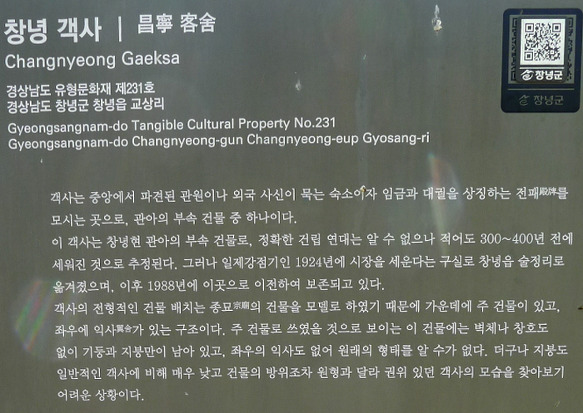 창녕 객사 | 昌寧 客舍
Changnyeong Gaeksa
경상남도 유형문화재 제231호
경상남도 창녕군 창녕읍 교상리
Gyeongsangnam-do Tangible Cultural Property No.231
Gyeongsangnam-do Changnyeong-gun Changnyeong-eup Gyosang-ri
창녕군
창녕군
객사는 중앙에서 파견된 관원이나 외국 사신이 묵는 숙소이자 임금과 대궐을 상징하는 전패殿牌를
모시는 곳으로, 관아의 부속 건물 중 하나이다.
이 객사는 창녕현 관아의 부속 건물로, 정확한 건립 연대는 알 수 없으나 적어도 300~400년 전에
세워진 것으로 추정된다. 그러나 일제강점기인 1924년에 시장을 세운다는 구실로 창녕읍 술정리로
옮겨졌으며, 이후 1988년에 이곳으로 이전하여 보존되고 있다.
객사의 전형적인 건물 배치는 종묘宗廟의 건물을 모델로 하였기 때문에 가운데에 주 건물이 있고,
좌우에 익사翼舍가 있는 구조이다. 주 건물로 쓰였을 것으로 보이는 이 건물에는 벽체나 창호도
없이 기둥과 지붕만이 남아 있고, 좌우의 익사도 없어 원래의 형태를 알 수가 없다. 더구나 지붕도
일반적인 객사에 비해 매우 낮고 건물의 방위조차 원형과 달라 권위 있던 객사의 모습을 찾아보기
어려운 상황이다.